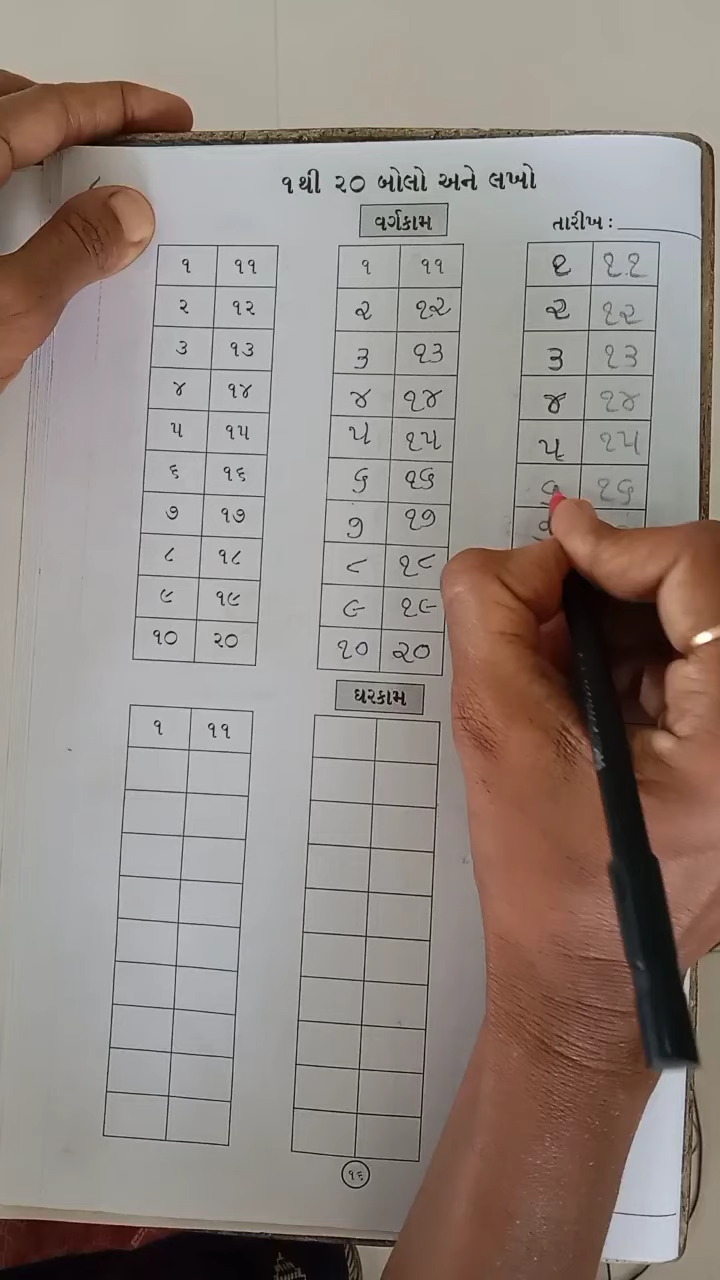 ૧થી ૨૦ બોલો અને લખો
વર્ગકામ
તારીખ :
૧ ૧૧ ૧ ૧૧ ૧ ૧૧
૨ ૧૨ ૨ ૧૨ ૨ ૧૨
૩ ૧૩ ૩ ૧૩ ૩ ૧૩
૪ ૧૪ ૪ ૧૪ ૪ ૧૪
૫ ૧૫ ૫ ૧૫ ૫ ૧૫
૬ ૧૬ ૬ ૧૬ ૬ ૧૬
૭ ૧૭ ૭ ૧૭
૮ ૧૮ ૮ ૧૮
૯ ૧૯ ૯ ૧૯
૧૦ ૨૦ ૧૦ ૨૦
ઘરકામ
૧ ૧૧
૧૬